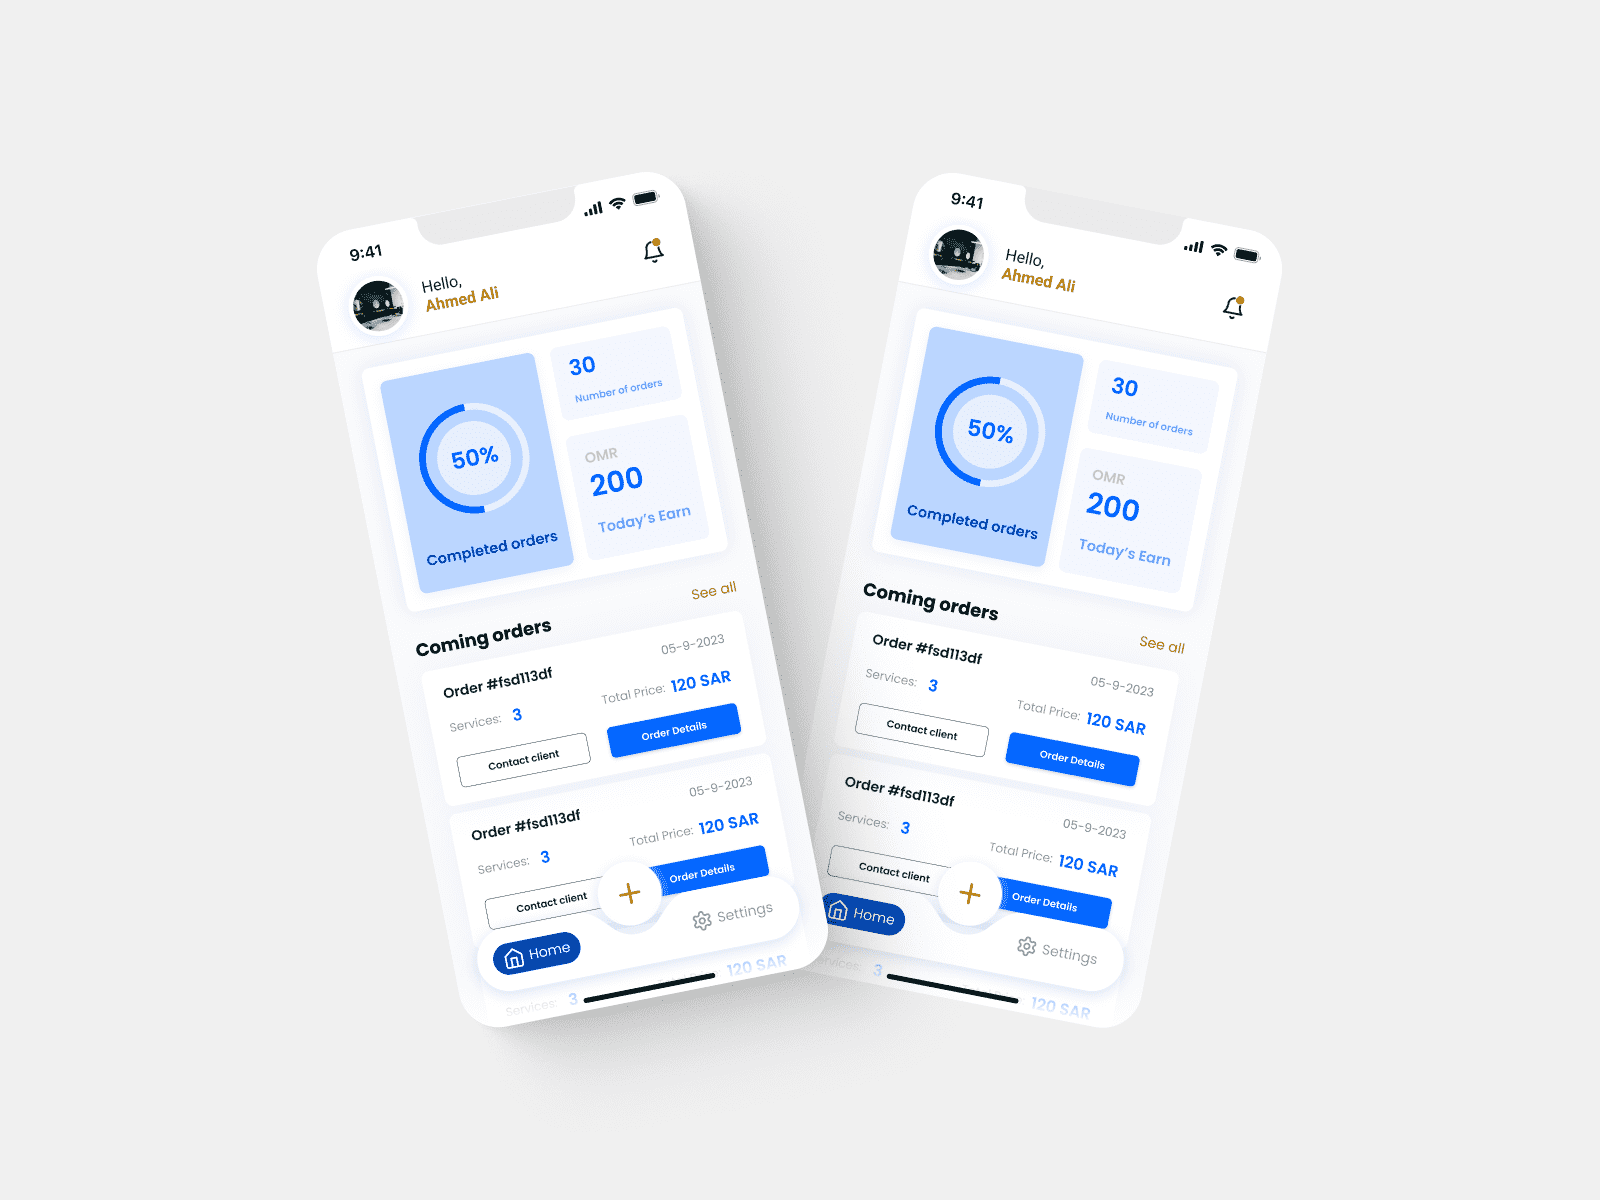 9:41
Hello,
Ahmed Ali
50%
Completed orders
30
Number of orders
OMR
200
Today's Earn
Coming orders
See all
Order #fsd113df
05-9-2023
Services: 3
Total Price: 120 SAR
Contact client
Order Details
Order #fsd113df
05-9-2023
Services: 3
Total Price: 120 SAR
Contact client
Order Details
+
Home
Settings
Services: 3
120 SAR
9:41
Hello,
Ahmed Ali
50%
Completed orders
30
Number of orders
OMR
200
Today's Earn
Coming orders
See all
Order #fsd113df
05-9-2023
Services: 3
Total Price: 120 SAR
Contact client
Order Details
Order #fsd113df
05-9-2023
Services: 3
Total Price: 120 SAR
Contact client
Order Details
+
Home
Settings
3
120 SAR